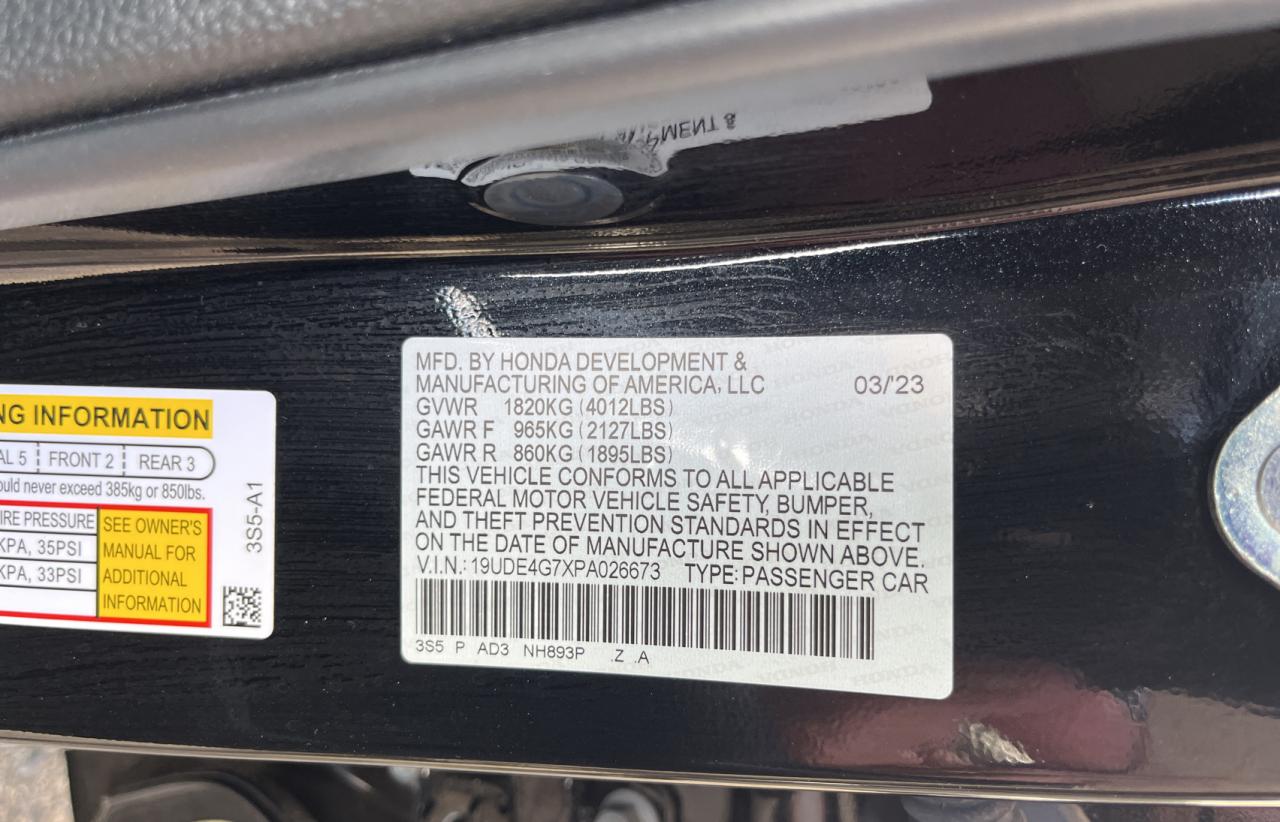 MENT &
MFD. BY HONDA DEVELOPMENT &
MANUFACTURING OF AMERICA, LLC 03/'23
GVWR 1820KG (4012LBS)
GAWR F 965KG (2127LBS)
GAWR R 860KG (1895LBS)
THIS VEHICLE CONFORMS TO ALL APPLICABLE
FEDERAL MOTOR VEHICLE SAFETY, BUMPER,
AND THEFT PREVENTION STANDARDS IN EFFECT
ON THE DATE OF MANUFACTURE SHOWN ABOVE.
V.I.N.: 19UDE4G7XPA026673 TYPE: PASSENGER CAR
3S5 P AD3 NH893P .Z .A
NG INFORMATION
AL 5 FRONT 2 REAR 3
ould never exceed 385kg or 850lbs.
IRE PRESSURE
KPA, 35PSI
KPA, 33PSI
SEE OWNER'S
MANUAL FOR
ADDITIONAL
INFORMATION
3S5-A1